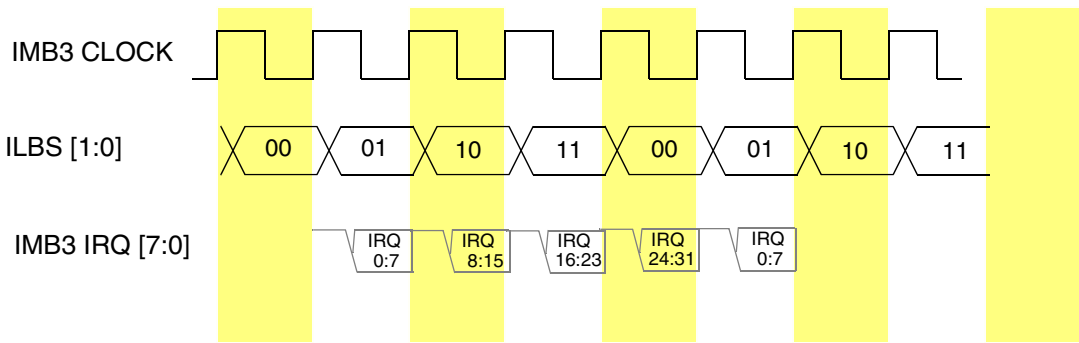 IMB3 CLOCK
ILBS [1:0]
00 01 10 11 00 01 10 11
IMB3 IRQ [7:0]
IRQ IRQ IRQ IRQ IRQ
0:7 8:15 16:23 24:31 0:7